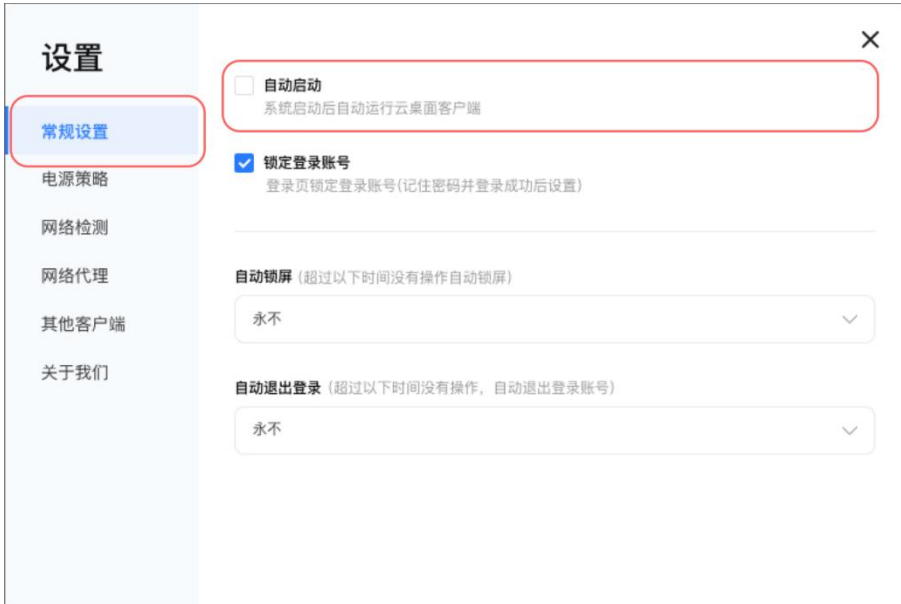 设置
常规设置
电源策略
网络检测
网络代理
其他客户端
关于我们
自动启动
系统启动后自动运行云桌面客户端
锁定登录账号
登录页锁定登录账号(记住密码并登录成功后设置)
自动锁屏 (超过以下时间没有操作自动锁屏)
永不
自动退出登录 (超过以下时间没有操作，自动退出登录账号)
永不